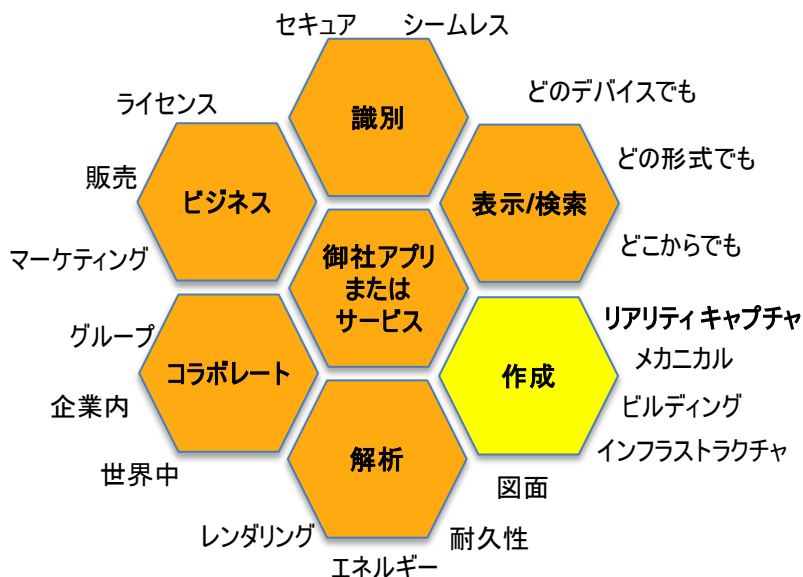 セキュア
シームレス
識別
どのデバイスでも
どの形式でも
どこからでも
表示/検索
ライセンス
販売
マーケティング
ビジネス
御社アプリ
または
サービス
グループ
企業内
世界中
コラボレート
作成
リアリティ キャプチャ
メカニカル
ビルディング
インフラストラクチャ
図面
解析
レンダリング
エネルギー
耐久性